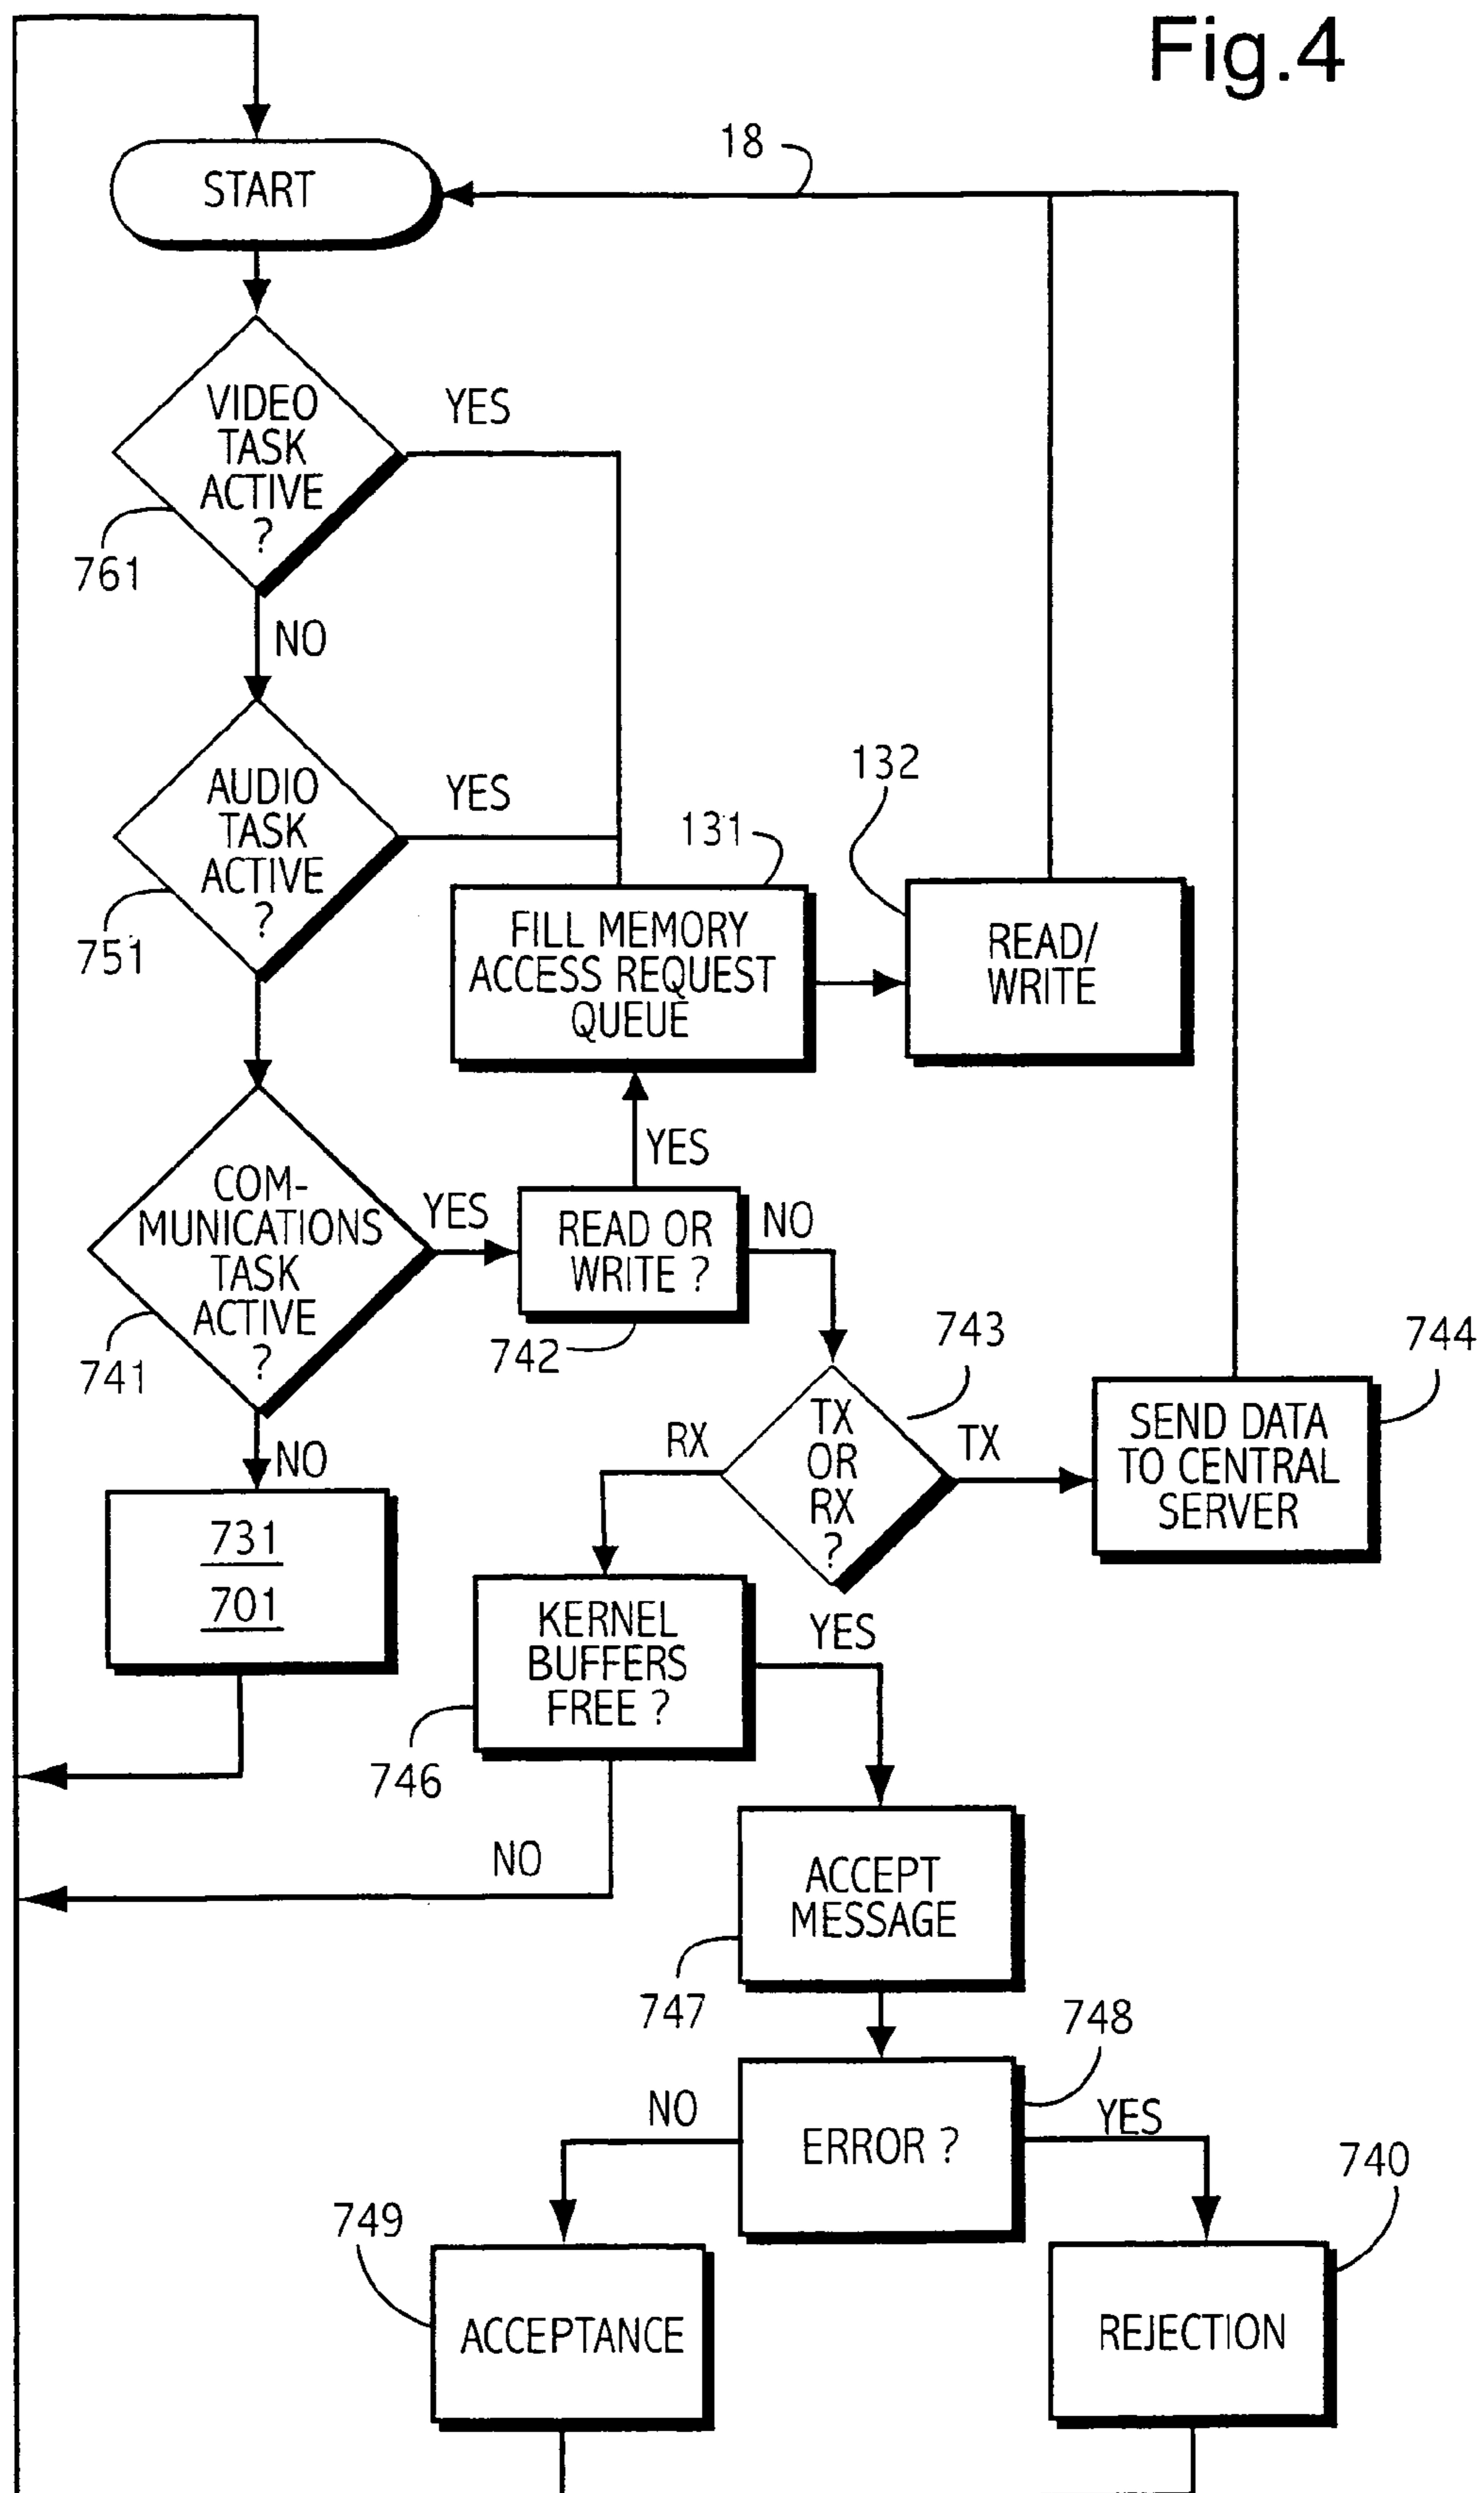 Fig.4
18
START
VIDEO
TASK
ACTIVE
?
YES
761
NO
AUDIO
TASK
ACTIVE
?
YES
751
131
132
FILL MEMORY
ACCESS REQUEST
QUEUE
READ/
WRITE
YES
COM-
MUNICATIONS
TASK
ACTIVE
?
YES
READ OR
WRITE ?
NO
741
742
743
744
NO
RX
TX
OR
RX
?
TX
SEND DATA
TO CENTRAL
SERVER
731
701
KERNEL
BUFFERS
FREE ?
YES
746
NO
ACCEPT
MESSAGE
747
748
NO
ERROR ?
YES
740
749
ACCEPTANCE
REJECTION